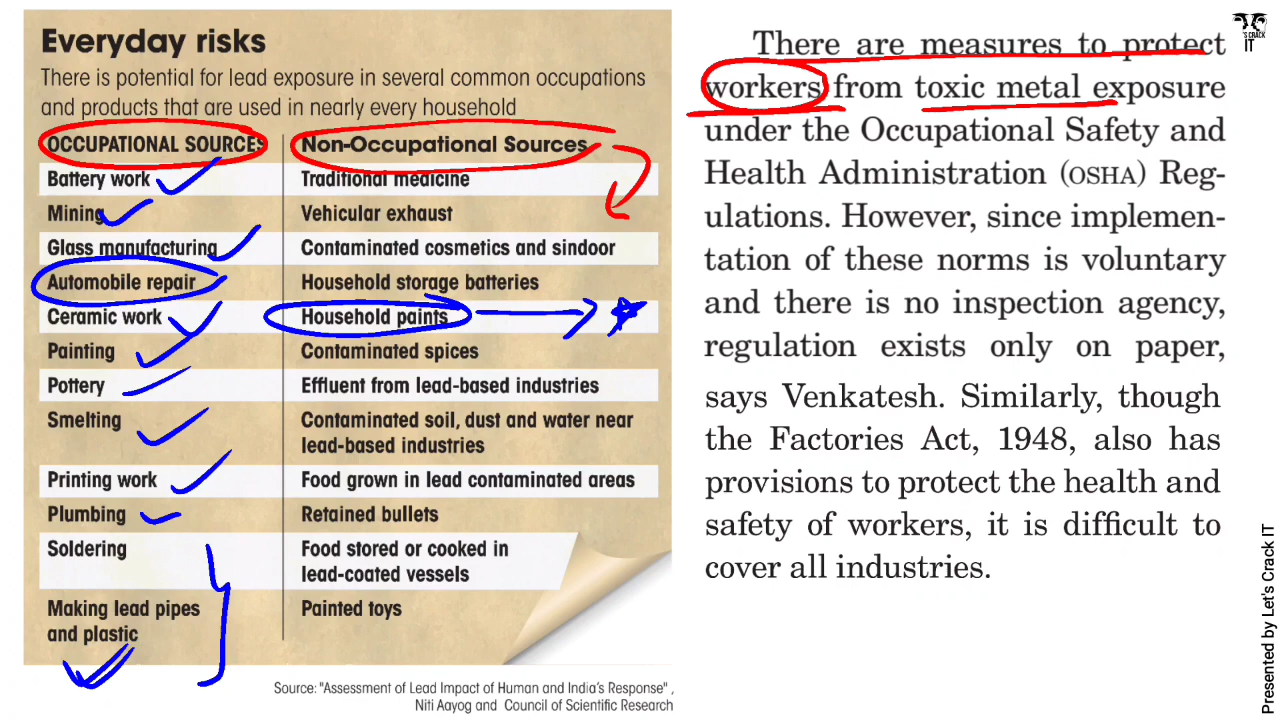 Everyday risks
There is potential for lead exposure in several common occupations
and products that are used in nearly every household
OCCUPATIONAL SOURCES
Non-Occupational Sources
Battery work
Traditional medicine
Mining
Vehicular exhaust
Glass manufacturing
Contaminated cosmetics and sindoor
Automobile repair
Household storage batteries
Ceramic work
Household paints
Painting
Contaminated spices
Pottery
Effluent from lead-based industries
Smelting
Contaminated soil, dust and water near
lead-based industries
Printing work
Food grown in lead contaminated areas
Plumbing
Retained bullets
Soldering
Food stored or cooked in
lead-coated vessels
Making lead pipes
and plastic
Painted toys
Source: "Assessment of Lead Impact of Human and India's Response" ,
Niti Aayog and Council of Scientific Research
There are measures to protect
workers from toxic metal exposure
under the Occupational Safety and
Health Administration (OSHA) Reg-
ulations. However, since implemen-
tation of these norms is voluntary
and there is no inspection agency,
regulation exists only on paper,
says Venkatesh. Similarly, though
the Factories Act, 1948, also has
provisions to protect the health and
safety of workers, it is difficult to
cover all industries.
'S CRACK
IT
Presented by Let's Crack IT